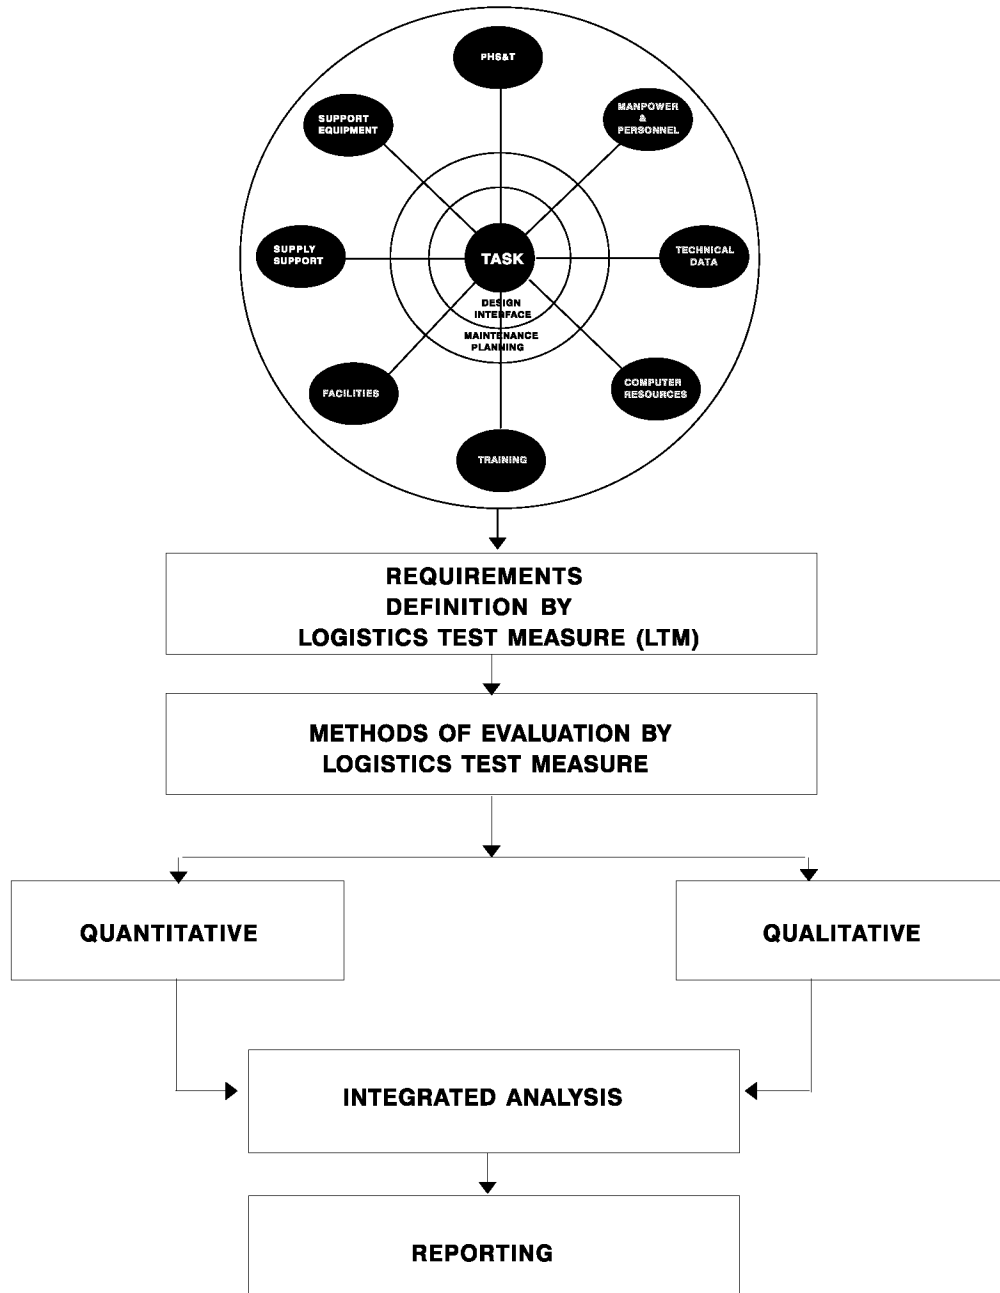 PHS&T
SUPPORT
EQUIPMENT
MANPOWER
&
PERSONNEL
SUPPLY
SUPPORT
TASK
TECHNICAL
DATA
DESIGN
INTERFACE
MAINTENANCE
PLANNING
FACILITIES
COMPUTER
RESOURCES
TRAINING
REQUIREMENTS
DEFINITION BY
LOGISTICS TEST MEASURE (LTM)
METHODS OF EVALUATION BY
LOGISTICS TEST MEASURE
QUANTITATIVE
QUALITATIVE
INTEGRATED ANALYSIS
REPORTING